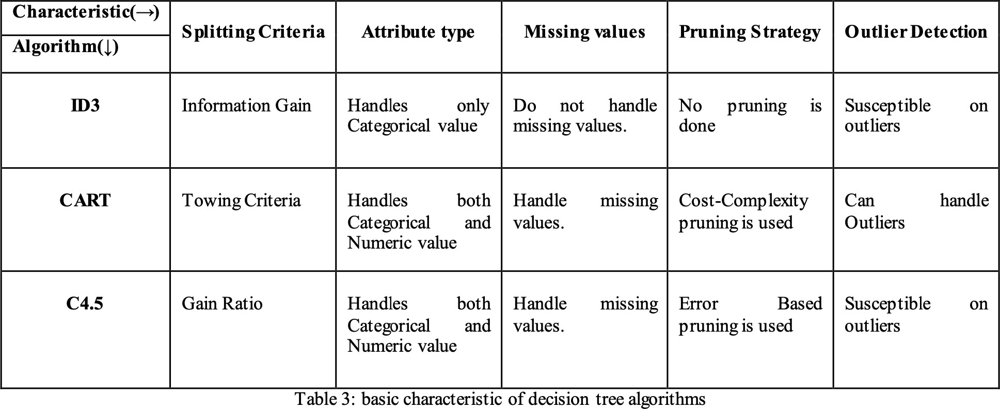 Characteristic(→)
Algorithm(↓)
Splitting Criteria
Attribute type
Missing values
Pruning Strategy
Outlier Detection
ID3
Information Gain
Handles only
Categorical value
Do not handle
missing values.
No pruning is
done
Susceptible on
outliers
CART
Towing Criteria
Handles both
Categorical and
Numeric value
Handle missing
values.
Cost-Complexity
pruning is used
Can handle
Outliers
C4.5
Gain Ratio
Handles both
Categorical and
Numeric value
Handle missing
values.
Error Based
pruning is used
Susceptible on
outliers
Table 3: basic characteristic of decision tree algorithms